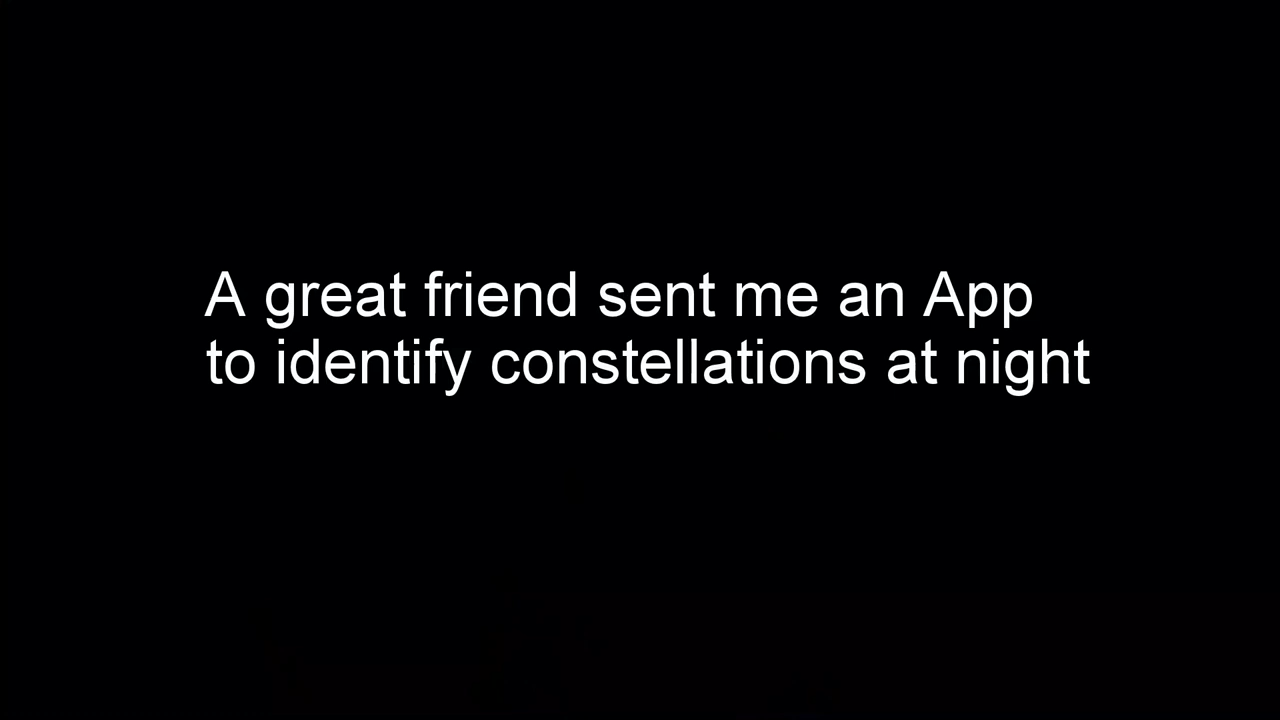 A great friend sent me an App
to identify constellations at night